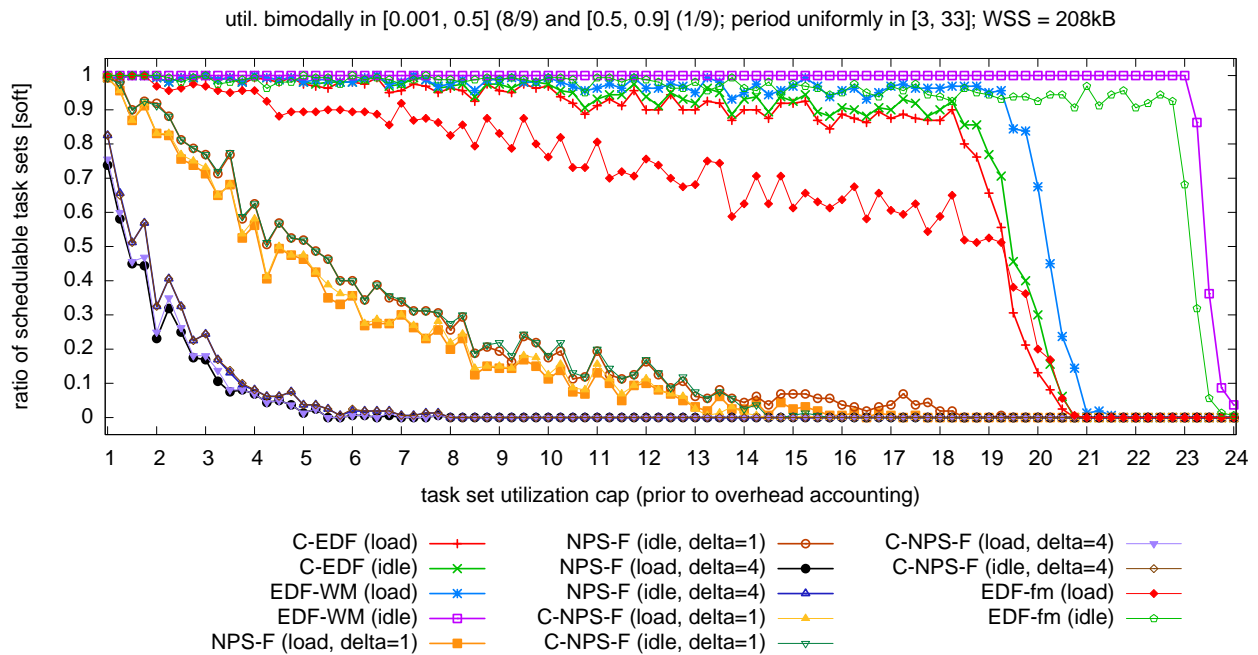 util. bimodally in [0.001, 0.5] (8/9) and [0.5, 0.9] (1/9); period uniformly in [3, 33]; WSS = 208kB
ratio of schedulable task sets [soft]
1
0.9
0.8
0.7
0.6
0.5
0.4
0.3
0.2
0.1
0
1 2 3 4 5 6 7 8 9 10 11 12 13 14 15 16 17 18 19 20 21 22 23 24
task set utilization cap (prior to overhead accounting)
C-EDF (load)
C-EDF (idle)
EDF-WM (load)
EDF-WM (idle)
NPS-F (load, delta=1)
NPS-F (idle, delta=1)
NPS-F (load, delta=4)
NPS-F (idle, delta=4)
C-NPS-F (load, delta=1)
C-NPS-F (idle, delta=1)
C-NPS-F (load, delta=4)
C-NPS-F (idle, delta=4)
EDF-fm (load)
EDF-fm (idle)